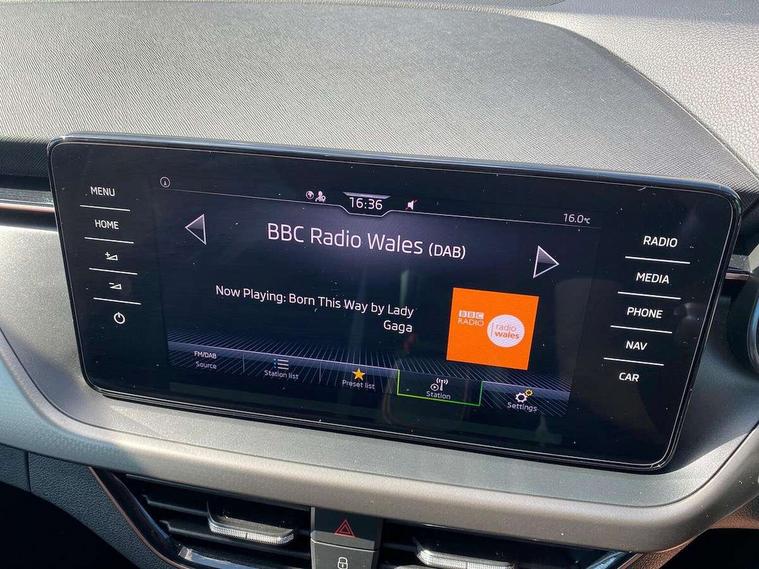 MENU
HOME
16:36
16.0°C
BBC Radio Wales (DAB)
Now Playing: Born This Way by Lady
Gaga
BBC
RADIO
radio
wales
FM/DAB
Source
Station list
Preset list
Station
Settings
RADIO
MEDIA
PHONE
NAV
CAR